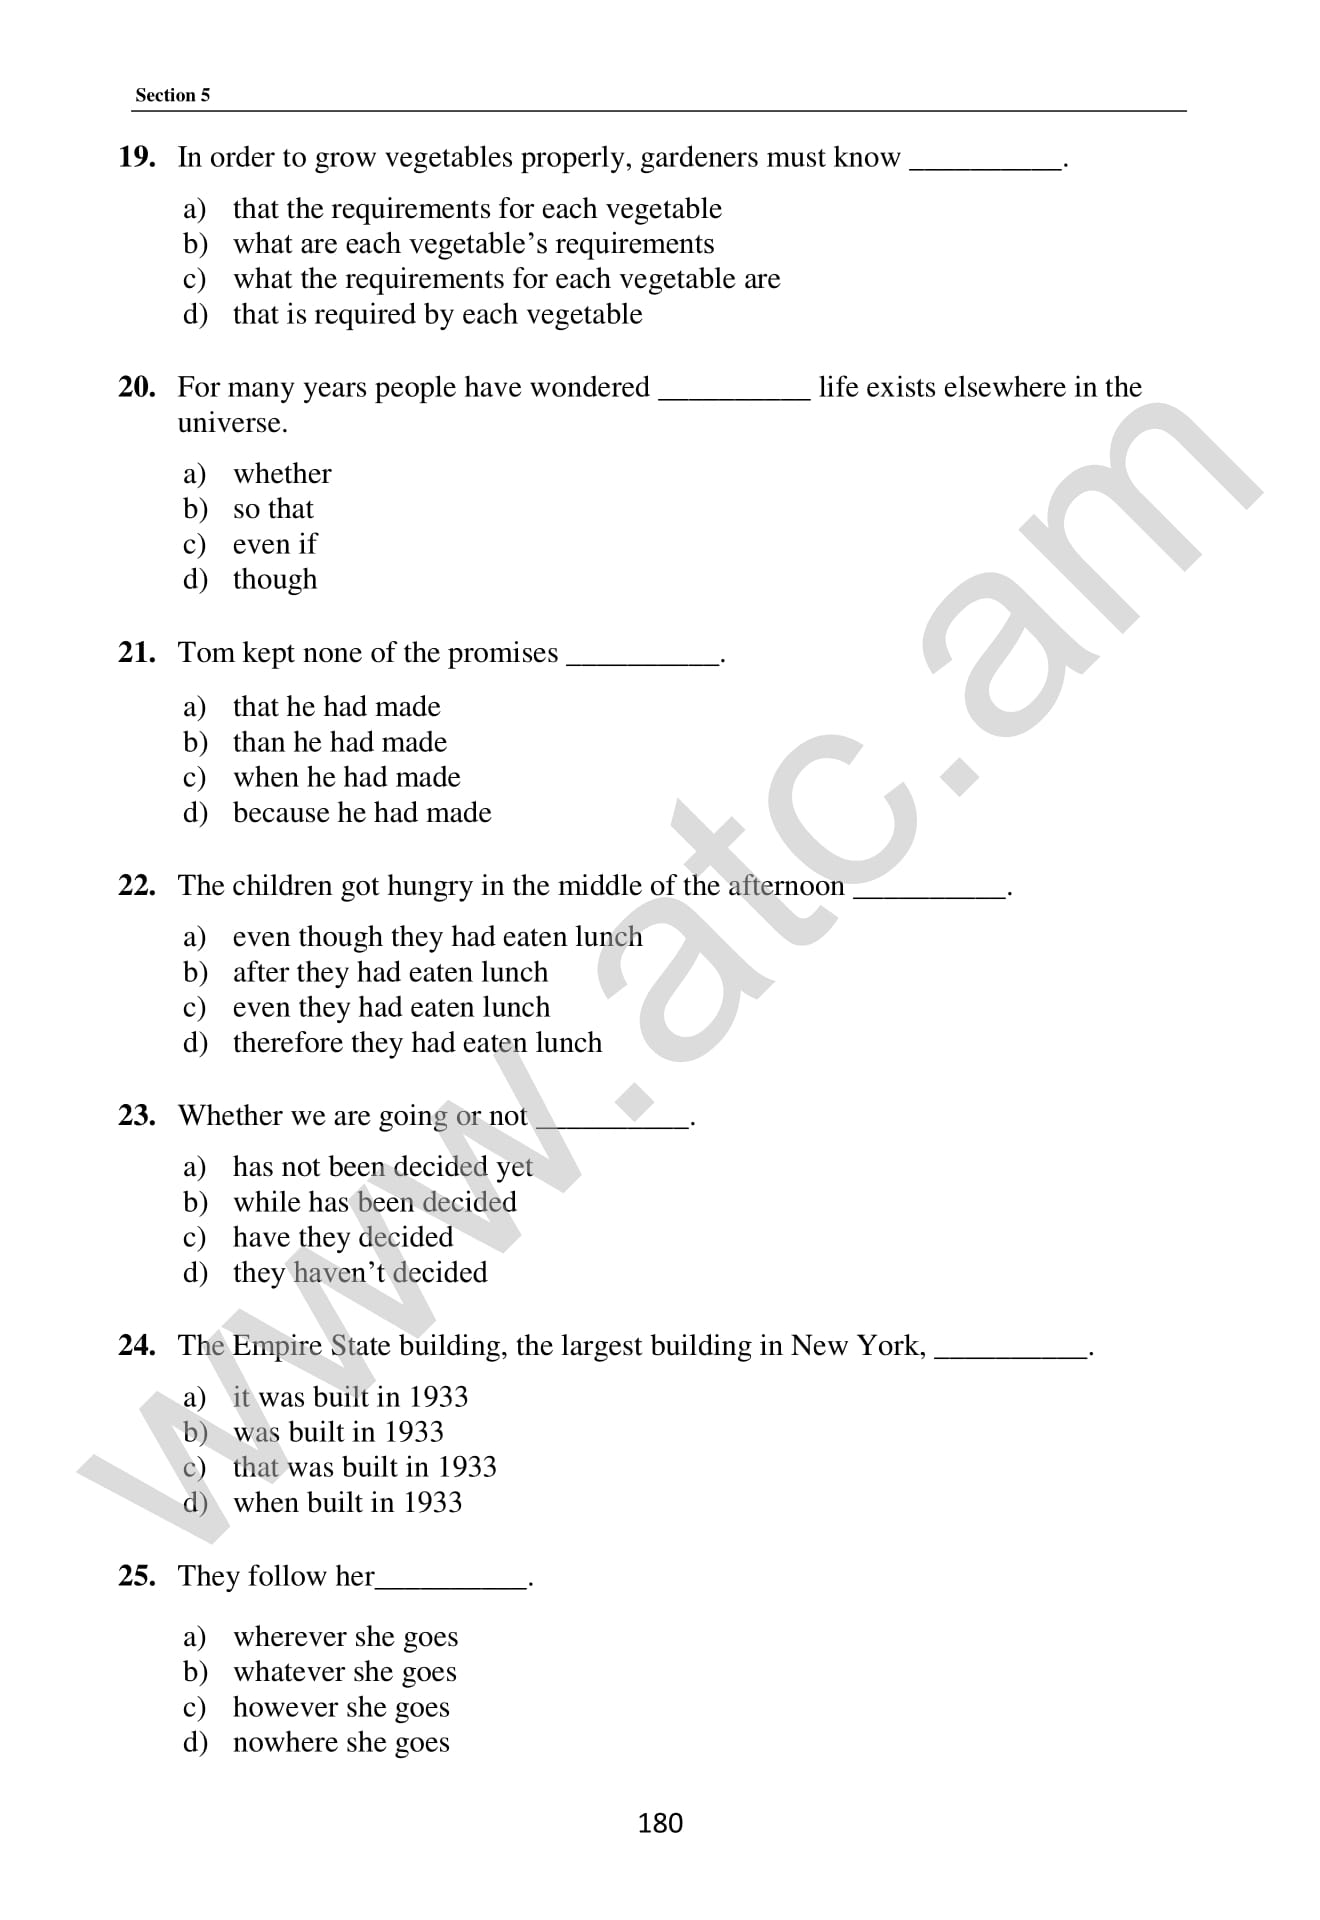 Section 5
19. In order to grow vegetables properly, gardeners must know __________.
a) that the requirements for each vegetable
b) what are each vegetable’s requirements
c) what the requirements for each vegetable are
d) that is required by each vegetable
20. For many years people have wondered __________ life exists elsewhere in the
universe.
a) whether
b) so that
c) even if
d) though
21. Tom kept none of the promises __________.
a) that he had made
b) than he had made
c) when he had made
d) because he had made
22. The children got hungry in the middle of the afternoon __________.
a) even though they had eaten lunch
b) after they had eaten lunch
c) even they had eaten lunch
d) therefore they had eaten lunch
23. Whether we are going or not __________.
a) has not been decided yet
b) while has been decided
c) have they decided
d) they haven’t decided
24. The Empire State building, the largest building in New York, __________.
a) it was built in 1933
b) was built in 1933
c) that was built in 1933
d) when built in 1933
25. They follow her__________.
a) wherever she goes
b) whatever she goes
c) however she goes
d) nowhere she goes
180
www.atc.am